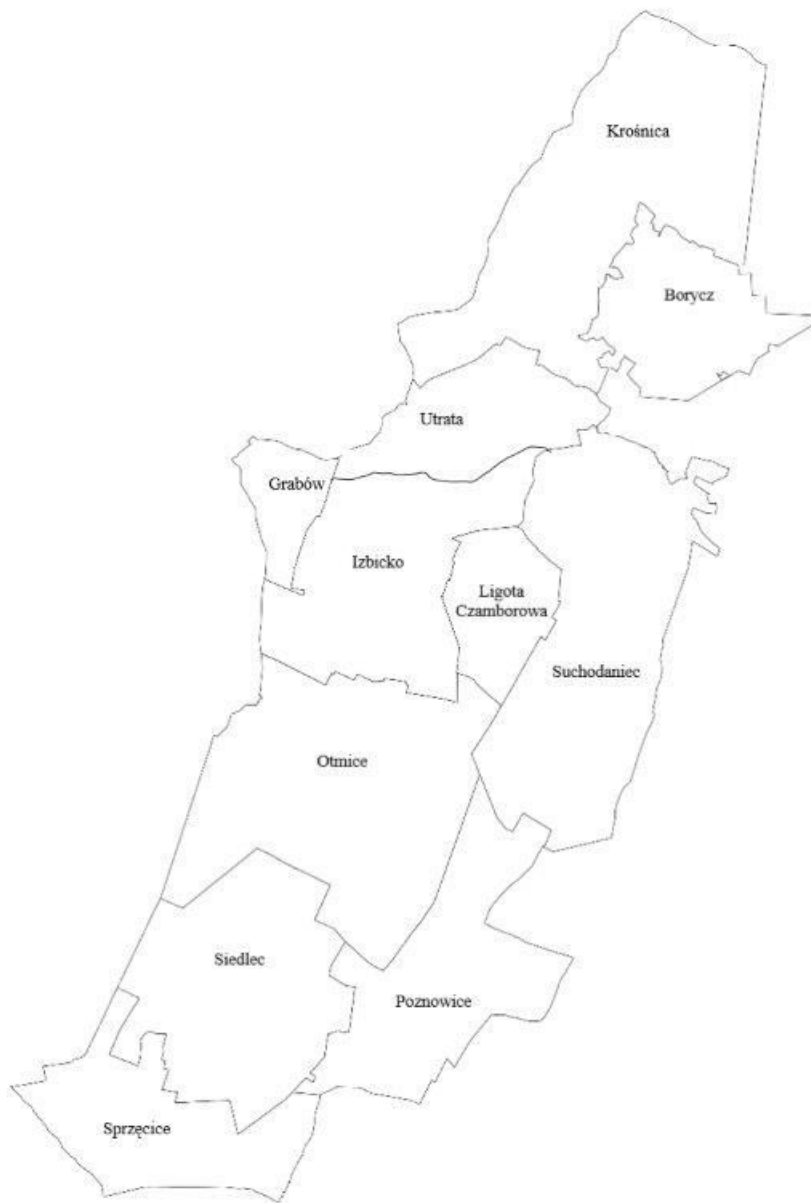 Krośnica
Borycz
Utrata
Grabów
Izbicko
Ligota
Czamborowa
Suchodaniec
Otmice
Siedlec
Poznowice
Sprzęcice